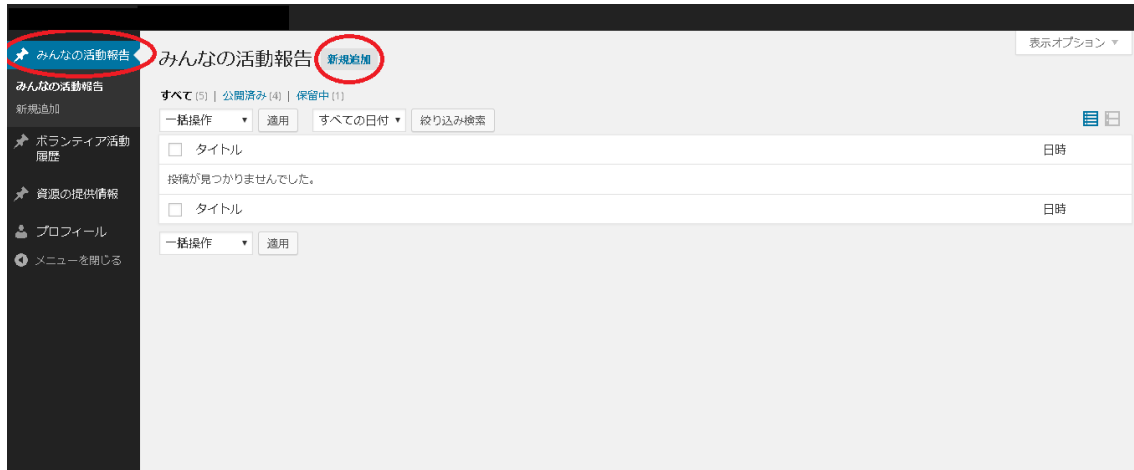 みんなの活動報告
みんなの活動報告
新規追加
ボランティア活動
履歴
資源の提供情報
プロフィール
メニューを閉じる
表示オプション ▼
みんなの活動報告 新規追加
すべて (5) | 公開済み (4) | 保留中 (1)
一括操作 ▼ 適用 すべての日付 ▼ 絞り込み検索
タイトル 日時
投稿が見つかりませんでした。
タイトル 日時
一括操作 ▼ 適用